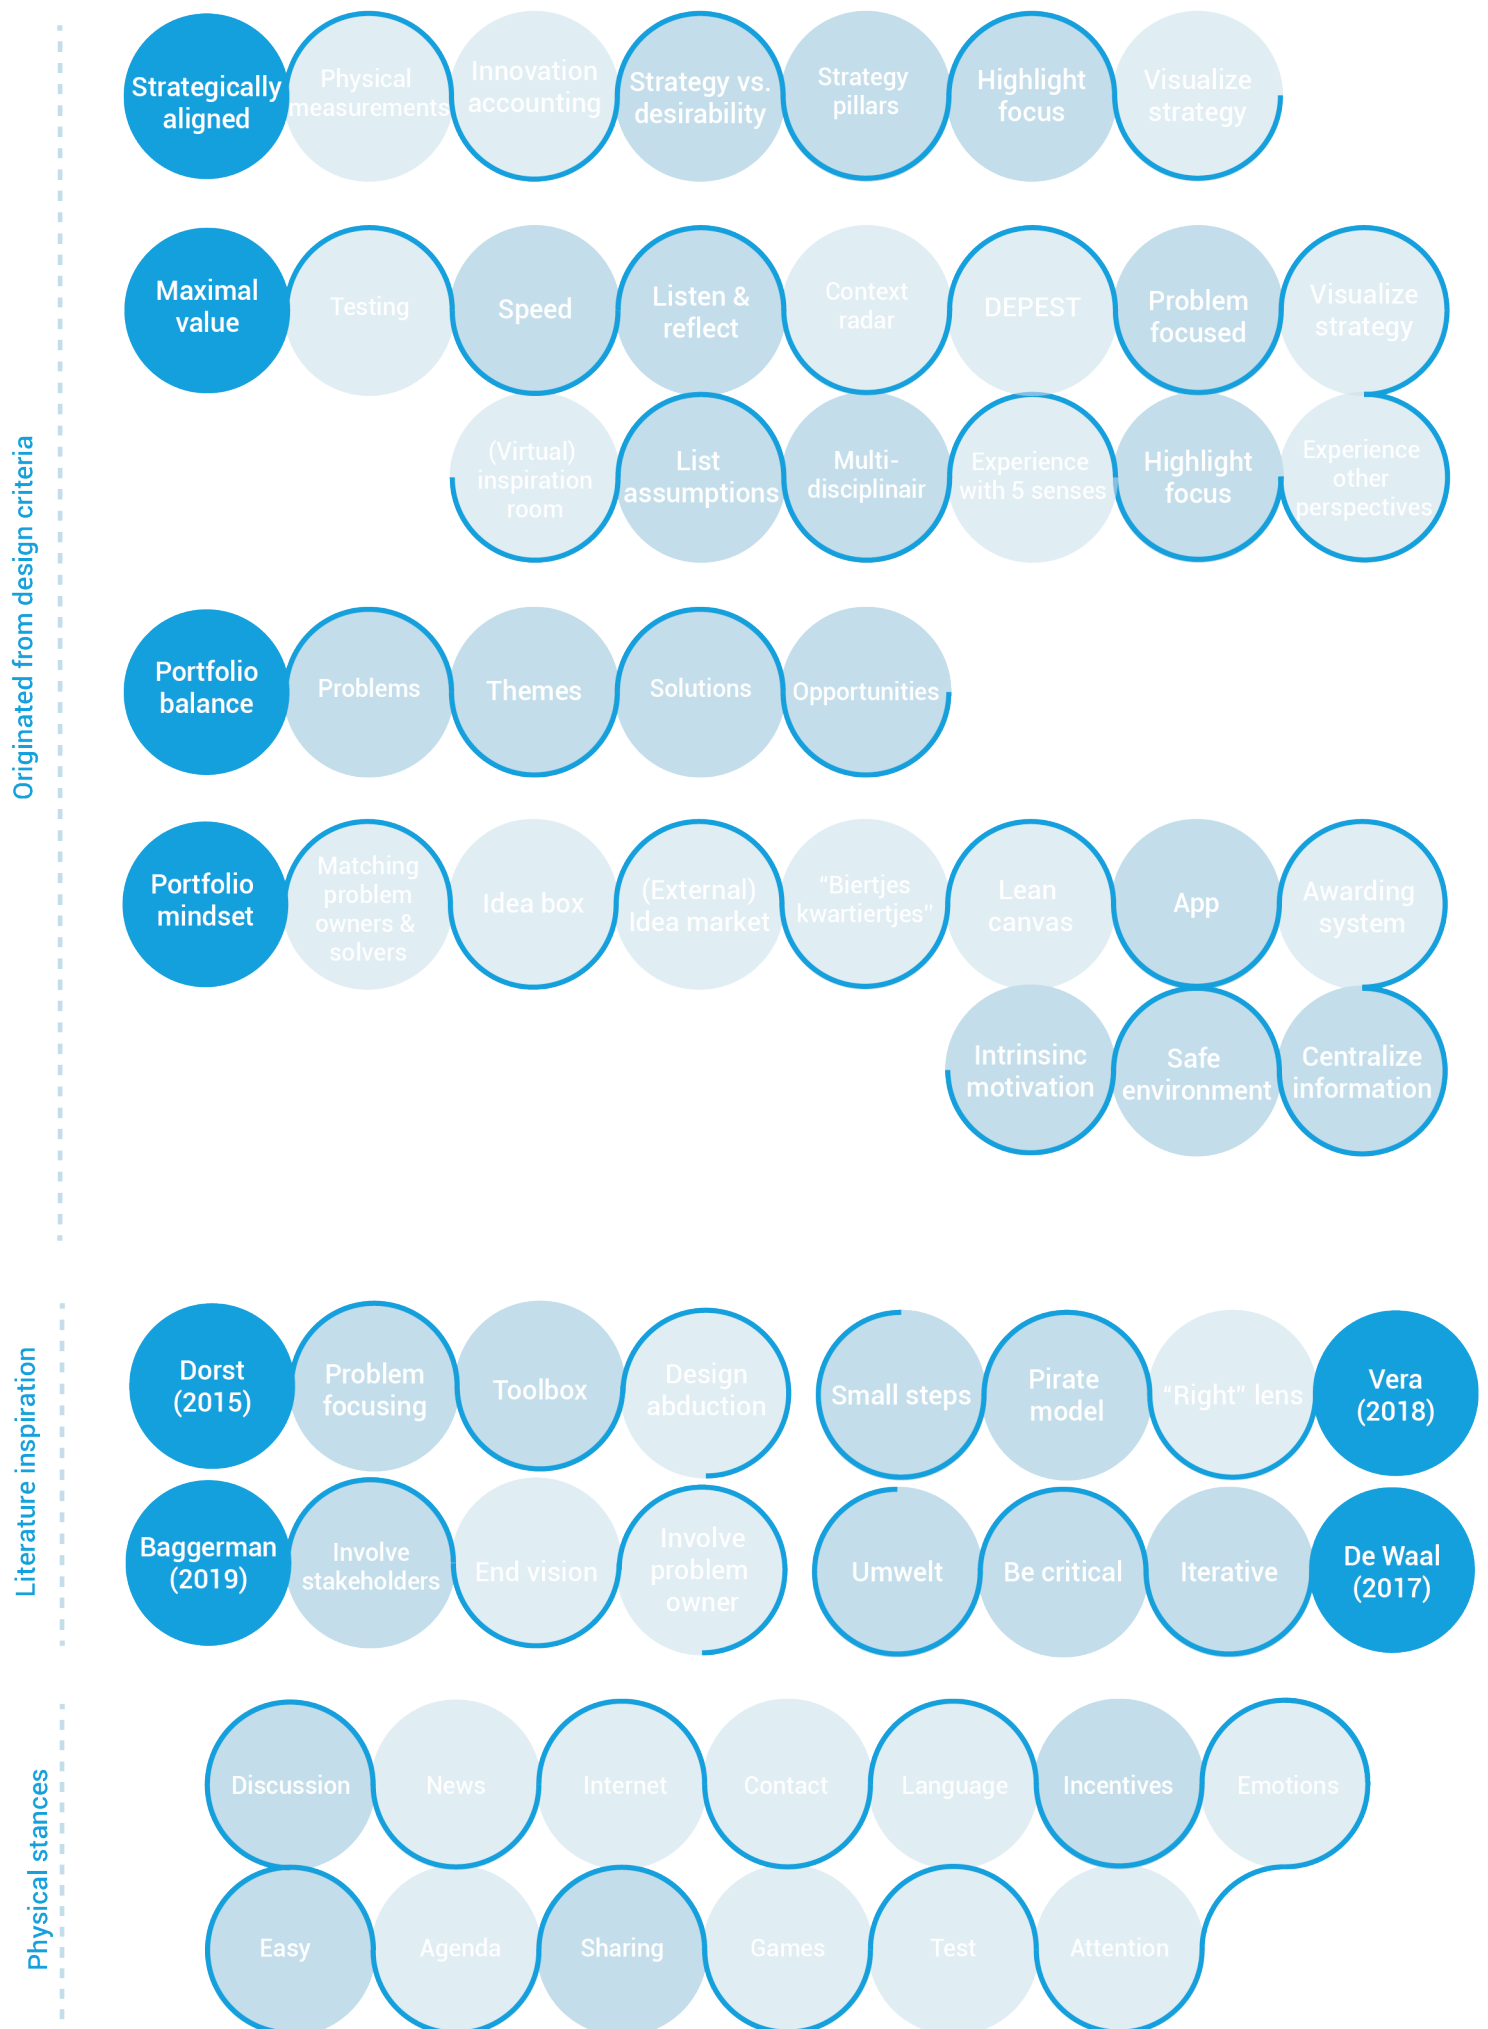 Originated from design criteria
Strategically
aligned
Physical
measurements
Innovation
accounting
Strategy vs.
desirability
Strategy
pillars
Highlight
focus
Visualize
strategy
Maximal
value
Testing
Speed
Listen &
reflect
Context
radar
DEPEST
Problem
focused
Visualize
strategy
(Virtual)
inspiration
room
List
assumptions
Multi-
disciplinair
Experience
with 5 senses
Highlight
focus
Experience
other
perspectives
Portfolio
balance
Problems
Themes
Solutions
Opportunities
Portfolio
mindset
Matching
problem
owners &
solvers
Idea box
(External)
Idea market
“Biertjes
kwartiertjes”
Lean
canvas
App
Awarding
system
Intrinsinc
motivation
Safe
environment
Centralize
information
Literature inspiration
Dorst
(2015)
Problem
focusing
Toolbox
Design
abduction
Small steps
Pirate
model
“Right” lens
Vera
(2018)
Baggerman
(2019)
Involve
stakeholders
End vision
Involve
problem
owner
Umwelt
Be critical
Iterative
De Waal
(2017)
Physical stances
Discussion
News
Internet
Contact
Language
Incentives
Emotions
Easy
Agenda
Sharing
Games
Test
Attention